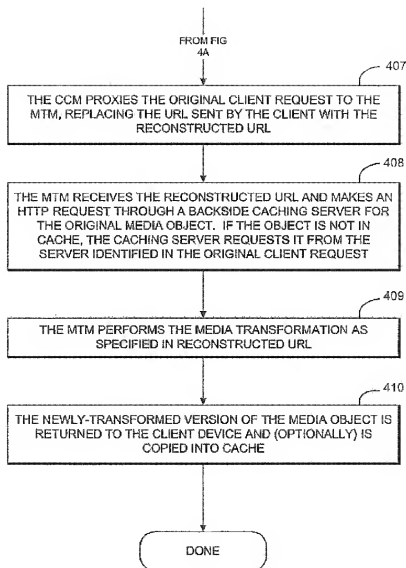 FROM FIG
4A
407
THE CCM PROXIES THE ORIGINAL CLIENT REQUEST TO THE
MTM, REPLACING THE URL SENT BY THE CLIENT WITH THE
RECONSTRUCTED URL
408
THE MTM RECEIVES THE RECONSTRUCTED URL AND MAKES AN
HTTP REQUEST THROUGH A BACKSIDE CACHING SERVER FOR
THE ORIGINAL MEDIA OBJECT. IF THE OBJECT IS NOT IN
CACHE, THE CACHING SERVER REQUESTS IT FROM THE
SERVER IDENTIFIED IN THE ORIGINAL CLIENT REQUEST
409
THE MTM PERFORMS THE MEDIA TRANSFORMATION AS
SPECIFIED IN RECONSTRUCTED URL
410
THE NEWLY-TRANSFORMED VERSION OF THE MEDIA OBJECT IS
RETURNED TO THE CLIENT DEVICE AND (OPTIONALLY) IS
COPIED INTO CACHE
DONE